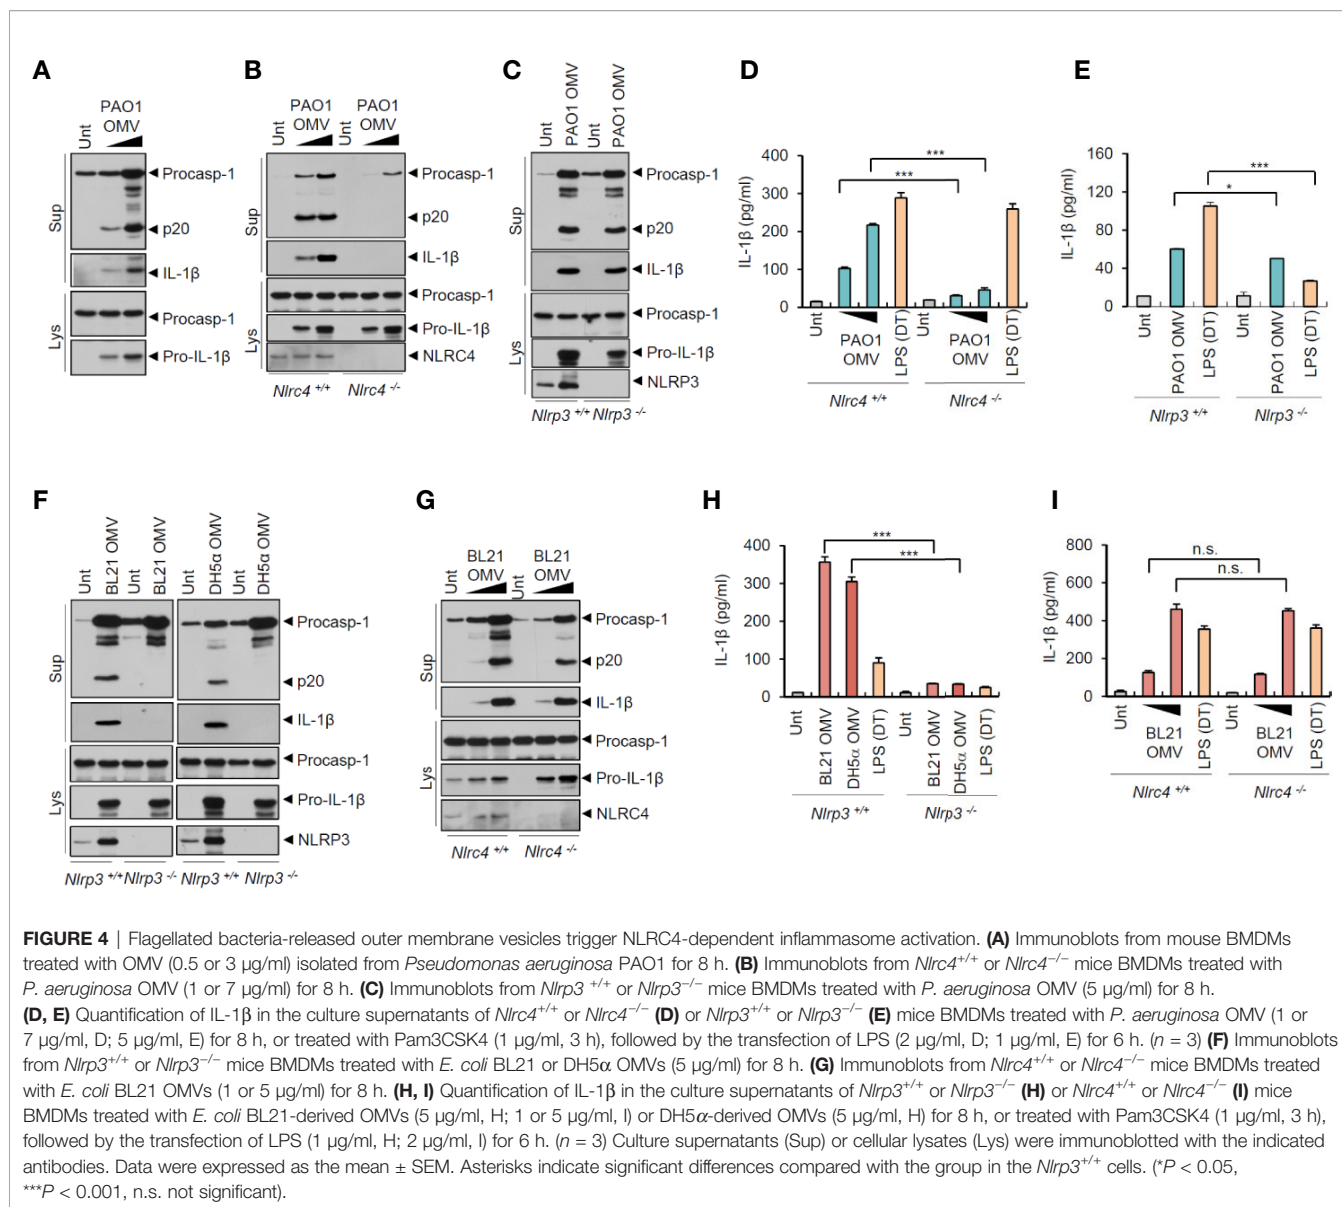 A
PAO1
OMV
Unt
Sup
Procasp-1
p20
IL-1β
Lys
Procasp-1
Pro-IL-1β
B
PAO1
OMV
PAO1
OMV
Unt
Unt
Sup
Procasp-1
p20
IL-1β
Lys
Procasp-1
Pro-IL-1β
NLRC4
Nlrc4 +/+ Nlrc4 -/-
C
Unt
PAO1 OMV
Unt
PAO1 OMV
Sup
Procasp-1
p20
IL-1β
Lys
Procasp-1
Pro-IL-1β
NLRP3
Nlrp3 +/+ Nlrp3 -/-
D
IL-1β (pg/ml)
400
300
200
100
0
***
***
Unt
PAO1
OMV
LPS (DT)
Unt
PAO1
OMV
LPS (DT)
Nlrc4 +/+ Nlrc4 -/-
E
IL-1β (pg/ml)
160
120
80
40
0
***
*
Unt
PAO1 OMV
LPS (DT)
Unt
PAO1 OMV
LPS (DT)
Nlrp3 +/+ Nlrp3 -/-
F
Unt
BL21 OMV
Unt
BL21 OMV
Unt
DH5α OMV
Unt
DH5α OMV
Sup
Procasp-1
p20
IL-1β
Lys
Procasp-1
Pro-IL-1β
NLRP3
Nlrp3 +/+ Nlrp3 -/- Nlrp3 +/+ Nlrp3 -/-
G
BL21
OMV
BL21
OMV
Unt
Unt
Sup
Procasp-1
p20
IL-1β
Lys
Procasp-1
Pro-IL-1β
NLRC4
Nlrc4 +/+ Nlrc4 -/-
H
IL-1β (pg/ml)
400
300
200
100
0
***
***
Unt
BL21 OMV
DH5α OMV
LPS (DT)
Unt
BL21 OMV
DH5α OMV
LPS (DT)
Nlrp3 +/+ Nlrp3 -/-
I
IL-1β (pg/ml)
800
600
400
200
0
n.s.
n.s.
Unt
BL21
OMV
LPS (DT)
Unt
BL21
OMV
LPS (DT)
Nlrc4 +/+ Nlrc4 -/-
FIGURE 4 | Flagellated bacteria-released outer membrane vesicles trigger NLRC4-dependent inflammasome activation. (A) Immunoblots from mouse BMDMs
treated with OMV (0.5 or 3 µg/ml) isolated from Pseudomonas aeruginosa PAO1 for 8 h. (B) Immunoblots from Nlrc4+/+ or Nlrc4−/− mice BMDMs treated with
P. aeruginosa OMV (1 or 7 µg/ml) for 8 h. (C) Immunoblots from Nlrp3 +/+ or Nlrp3−/− mice BMDMs treated with P. aeruginosa OMV (5 µg/ml) for 8 h.
(D, E) Quantification of IL-1β in the culture supernatants of Nlrc4+/+ or Nlrc4−/− (D) or Nlrp3+/+ or Nlrp3−/− (E) mice BMDMs treated with P. aeruginosa OMV (1 or
7 µg/ml, D; 5 µg/ml, E) for 8 h, or treated with Pam3CSK4 (1 µg/ml, 3 h), followed by the transfection of LPS (2 µg/ml, D; 1 µg/ml, E) for 6 h. (n = 3) (F) Immunoblots
from Nlrp3+/+ or Nlrp3−/− mice BMDMs treated with E. coli BL21 or DH5α OMVs (5 µg/ml) for 8 h. (G) Immunoblots from Nlrc4+/+ or Nlrc4−/− mice BMDMs treated
with E. coli BL21 OMVs (1 or 5 µg/ml) for 8 h. (H, I) Quantification of IL-1β in the culture supernatants of Nlrp3+/+ or Nlrp3−/− (H) or Nlrc4+/+ or Nlrc4−/− (I) mice
BMDMs treated with E. coli BL21-derived OMVs (5 µg/ml, H; 1 or 5 µg/ml, I) or DH5α-derived OMVs (5 µg/ml, H) for 8 h, or treated with Pam3CSK4 (1 µg/ml, 3 h),
followed by the transfection of LPS (1 µg/ml, H; 2 µg/ml, I) for 6 h. (n = 3) Culture supernatants (Sup) or cellular lysates (Lys) were immunoblotted with the indicated
antibodies. Data were expressed as the mean ± SEM. Asterisks indicate significant differences compared with the group in the Nlrp3+/+ cells. (*P < 0.05,
***P < 0.001, n.s. not significant).